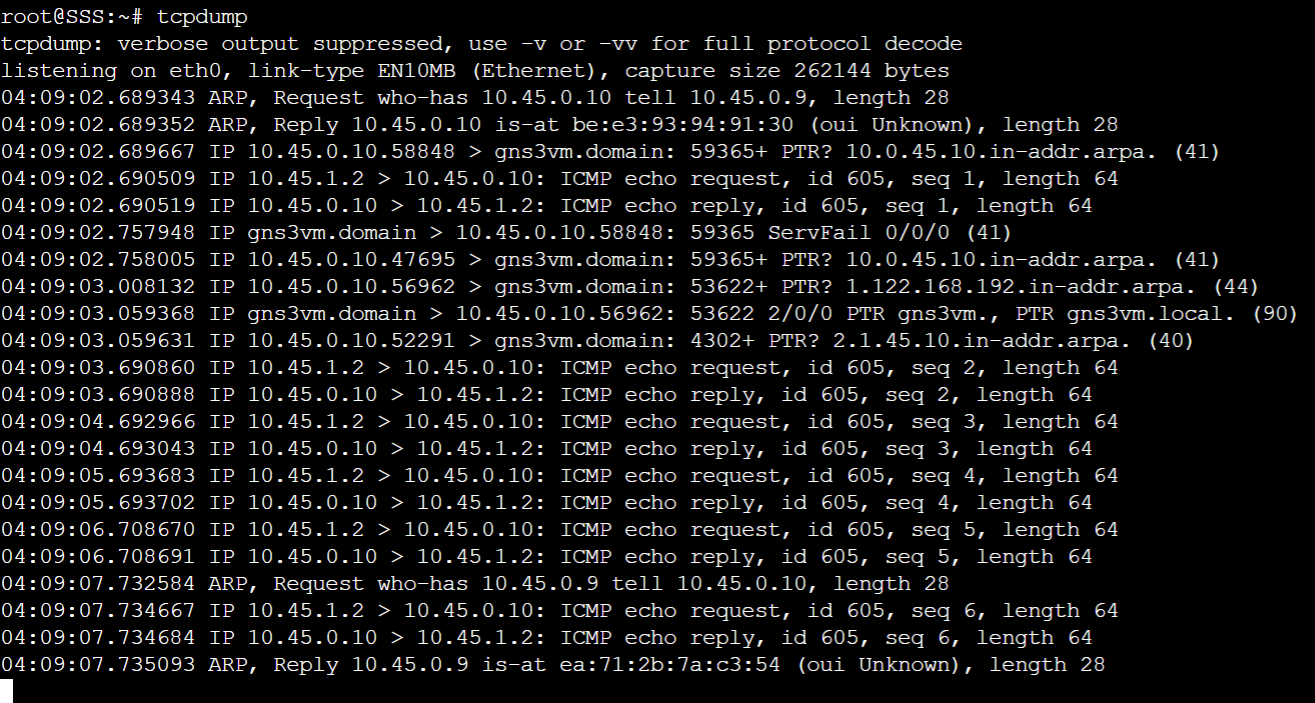 root@SSS:~# tcpdump
tcpdump: verbose output suppressed, use -v or -vv for full protocol decode
listening on eth0, link-type EN10MB (Ethernet), capture size 262144 bytes
04:09:02.689343 ARP, Request who-has 10.45.0.10 tell 10.45.0.9, length 28
04:09:02.689352 ARP, Reply 10.45.0.10 is-at be:e3:93:94:91:30 (oui Unknown), length 28
04:09:02.689667 IP 10.45.0.10.58848 > gns3vm.domain: 59365+ PTR? 10.0.45.10.in-addr.arpa. (41)
04:09:02.690509 IP 10.45.1.2 > 10.45.0.10: ICMP echo request, id 605, seq 1, length 64
04:09:02.690519 IP 10.45.0.10 > 10.45.1.2: ICMP echo reply, id 605, seq 1, length 64
04:09:02.757948 IP gns3vm.domain > 10.45.0.10.58848: 59365 ServFail 0/0/0 (41)
04:09:02.758005 IP 10.45.0.10.47695 > gns3vm.domain: 59365+ PTR? 10.0.45.10.in-addr.arpa. (41)
04:09:03.008132 IP 10.45.0.10.56962 > gns3vm.domain: 53622+ PTR? 1.122.168.192.in-addr.arpa. (44)
04:09:03.059368 IP gns3vm.domain > 10.45.0.10.56962: 53622 2/0/0 PTR gns3vm., PTR gns3vm.local. (90)
04:09:03.059631 IP 10.45.0.10.52291 > gns3vm.domain: 4302+ PTR? 2.1.45.10.in-addr.arpa. (40)
04:09:03.690860 IP 10.45.1.2 > 10.45.0.10: ICMP echo request, id 605, seq 2, length 64
04:09:03.690888 IP 10.45.0.10 > 10.45.1.2: ICMP echo reply, id 605, seq 2, length 64
04:09:04.692966 IP 10.45.1.2 > 10.45.0.10: ICMP echo request, id 605, seq 3, length 64
04:09:04.693043 IP 10.45.0.10 > 10.45.1.2: ICMP echo reply, id 605, seq 3, length 64
04:09:05.693683 IP 10.45.1.2 > 10.45.0.10: ICMP echo request, id 605, seq 4, length 64
04:09:05.693702 IP 10.45.0.10 > 10.45.1.2: ICMP echo reply, id 605, seq 4, length 64
04:09:06.708670 IP 10.45.1.2 > 10.45.0.10: ICMP echo request, id 605, seq 5, length 64
04:09:06.708691 IP 10.45.0.10 > 10.45.1.2: ICMP echo reply, id 605, seq 5, length 64
04:09:07.732584 ARP, Request who-has 10.45.0.9 tell 10.45.0.10, length 28
04:09:07.734667 IP 10.45.1.2 > 10.45.0.10: ICMP echo request, id 605, seq 6, length 64
04:09:07.734684 IP 10.45.0.10 > 10.45.1.2: ICMP echo reply, id 605, seq 6, length 64
04:09:07.735093 ARP, Reply 10.45.0.9 is-at ea:71:2b:7a:c3:54 (oui Unknown), length 28